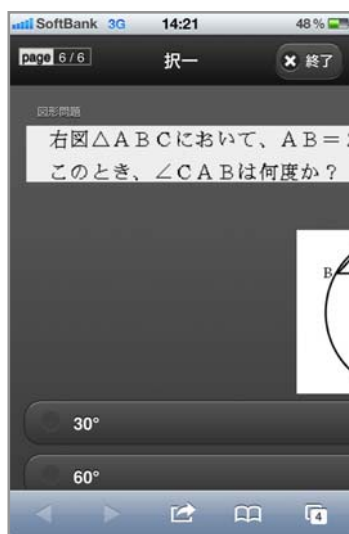 SoftBank 3G 14:21 48%
page 6/6 択一 × 終了
図形問題
右図△ABCにおいて、AB=
このとき、∠CABは何度か?
B
30°
60°
4